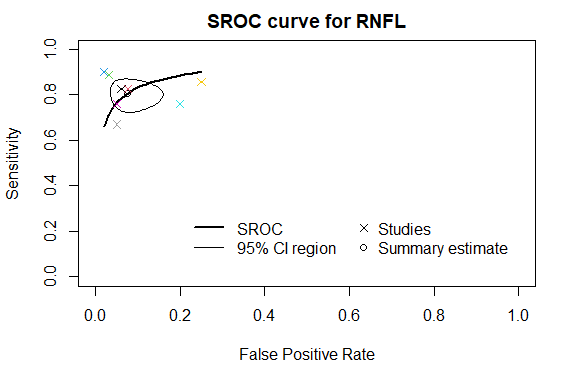 SROC curve for RNFL
Sensitivity
1.0
0.8
0.6
0.4
0.2
0.0
SROC
95% CI region
Studies
Summary estimate
0.0 0.2 0.4 0.6 0.8 1.0
False Positive Rate